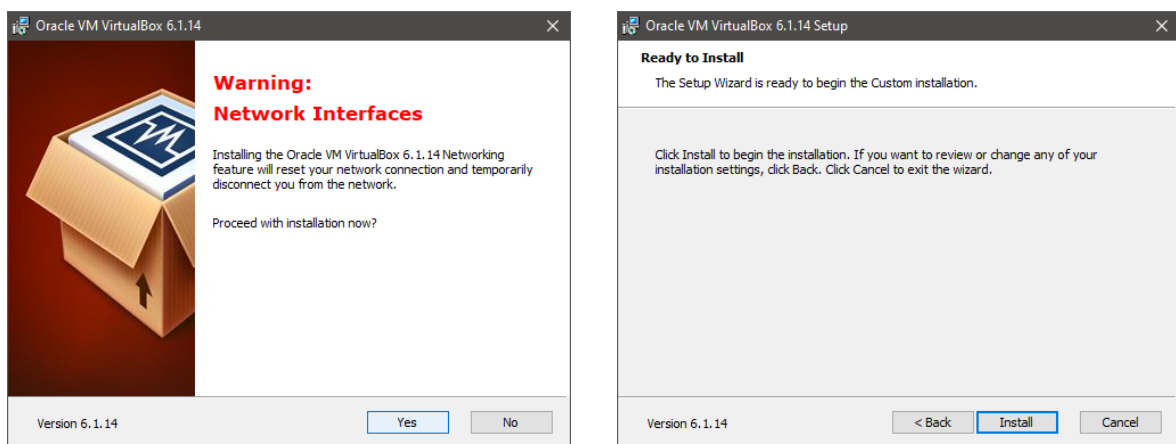 Oracle VM VirtualBox 6.1.14
Warning:
Network Interfaces
Installing the Oracle VM VirtualBox 6.1.14 Networking
feature will reset your network connection and temporarily
disconnect you from the network.
Proceed with installation now?
Version 6.1.14
Yes
No
Oracle VM VirtualBox 6.1.14 Setup
Ready to Install
The Setup Wizard is ready to begin the Custom installation.
Click Install to begin the installation. If you want to review or change any of your
installation settings, click Back. Click Cancel to exit the wizard.
Version 6.1.14
< Back
Install
Cancel